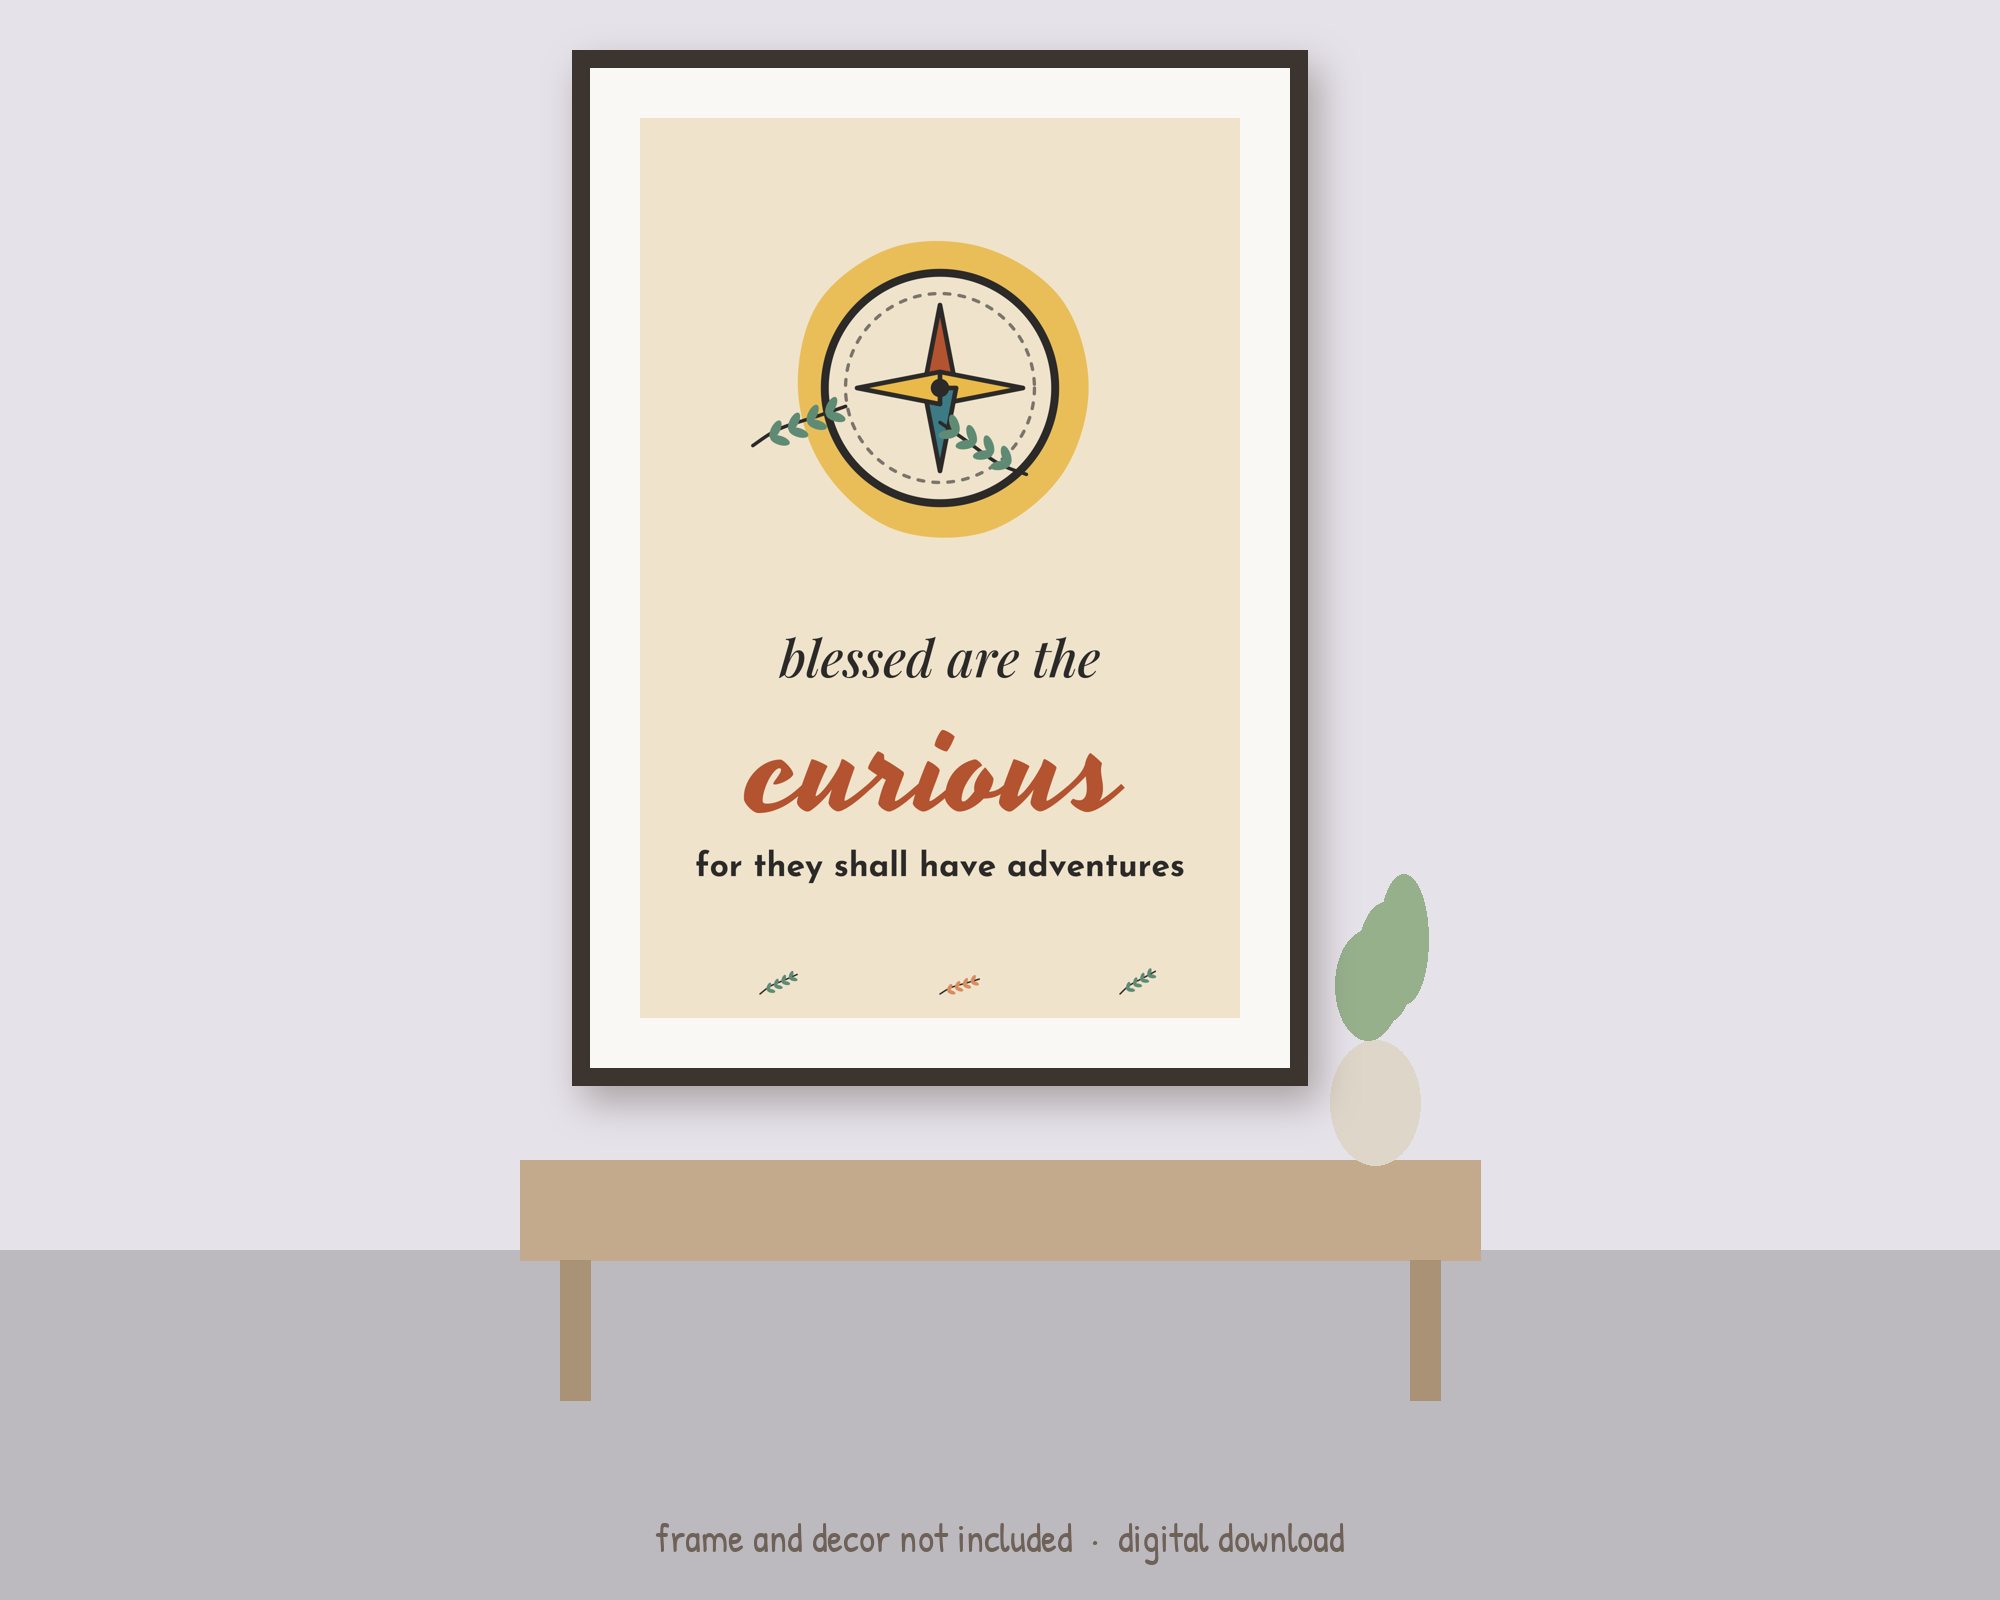 blessed are the
curious
for they shall have adventures
frame and decor not included · digital download